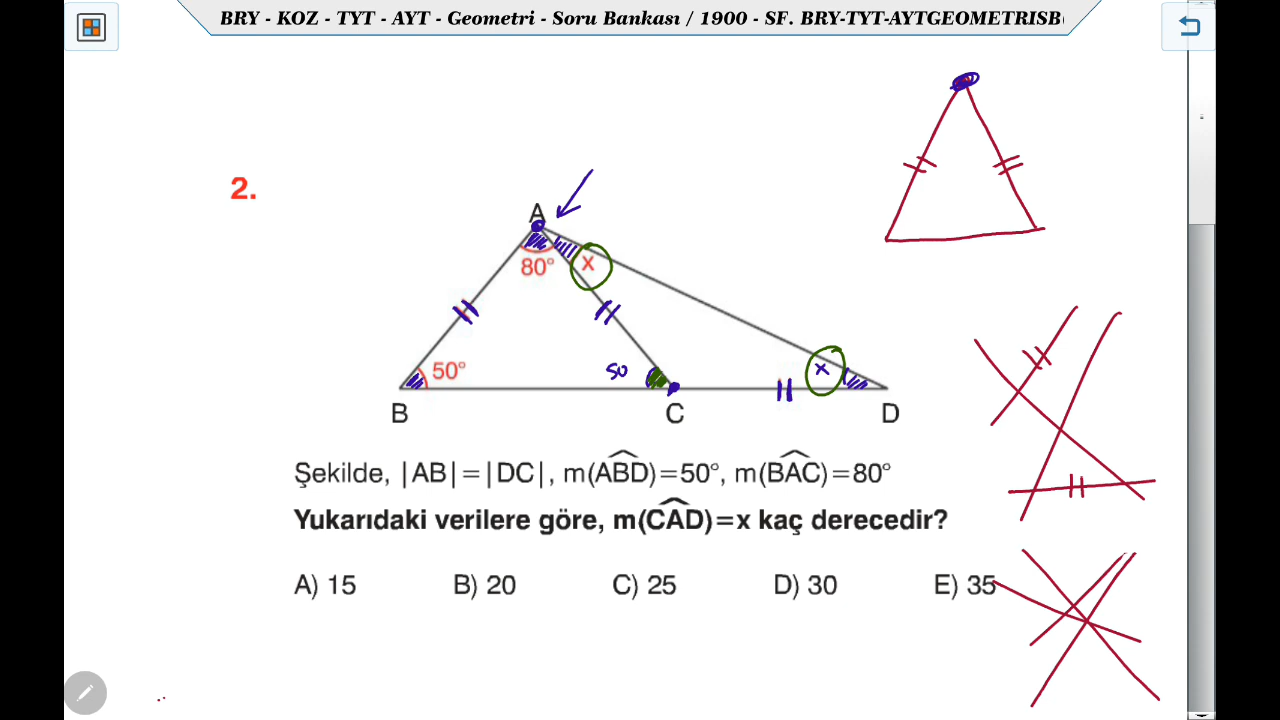 BRY - KOZ - TYT - AYT - Geometri - Soru Bankası / 1900 - SF. BRY-TYT-AYTGEOMETRISB
2.
A
80° x
50° 50 x
B C D
Şekilde, |AB|=|DC|, m(ABD)=50°, m(BAC)=80°
Yukarıdaki verilere göre, m(CAD)=x kaç derecedir?
A) 15 B) 20 C) 25 D) 30 E) 35